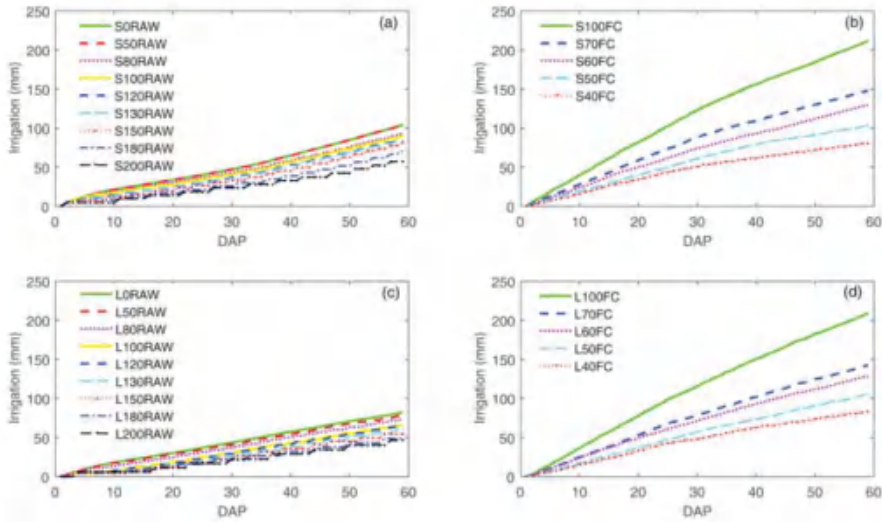 (a)
S0RAW
S50RAW
S80RAW
S100RAW
S120RAW
S130RAW
S150RAW
S180RAW
S200RAW
Irrigation (mm)
250
200
150
100
50
0
0 10 20 30 40 50 60
DAP
(b)
S100FC
S70FC
S60FC
S50FC
S40FC
Irrigation (mm)
250
200
150
100
50
0
0 10 20 30 40 50 60
DAP
(c)
L0RAW
L50RAW
L80RAW
L100RAW
L120RAW
L130RAW
L150RAW
L180RAW
L200RAW
Irrigation (mm)
250
200
150
100
50
0
0 10 20 30 40 50 60
DAP
(d)
L100FC
L70FC
L60FC
L50FC
L40FC
Irrigation (mm)
250
200
150
100
50
0
0 10 20 30 40 50 60
DAP